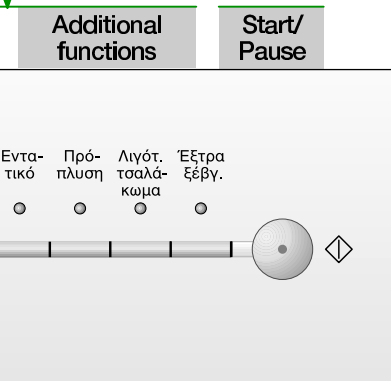 Additional
functions
Start/
Pause
Εντα-
τικό
Πρό-
πλυση
Λιγότ.
τσαλά-
κωμα
Έξτρα
ξέβγ.